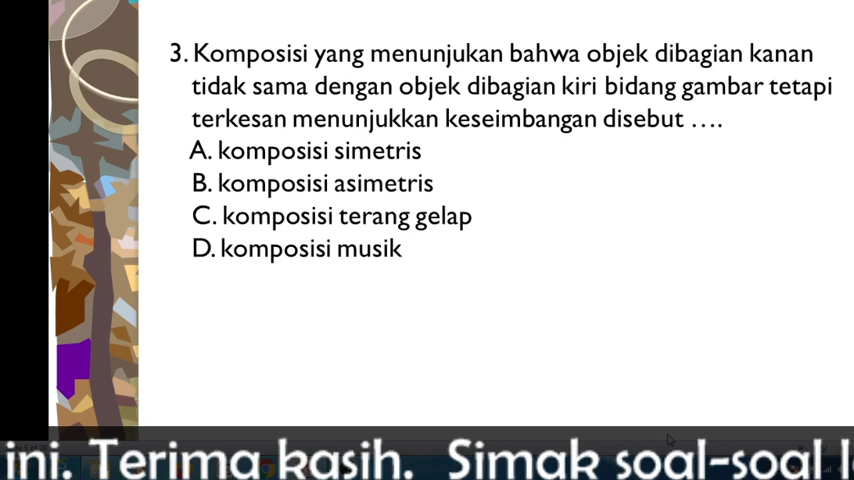 3. Komposisi yang menunjukan bahwa objek dibagian kanan
tidak sama dengan objek dibagian kiri bidang gambar tetapi
terkesan menunjukkan keseimbangan disebut ….
A. komposisi simetris
B. komposisi asimetris
C. komposisi terang gelap
D. komposisi musik
ini. Terima kasih. Simak soal-soal